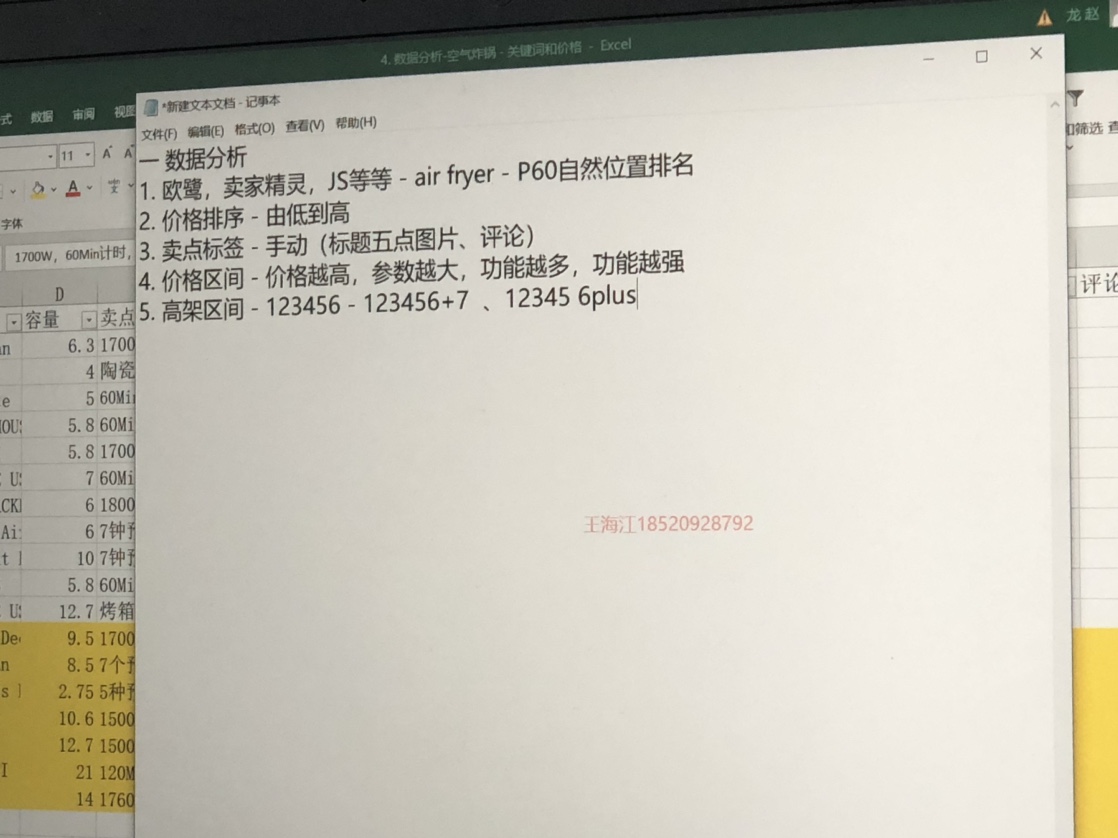 龙 赵
4. 数据分析-空气炸锅 - 关键词和价格 - Excel
*新建文本文档 - 记事本
文件(F) 编辑(E) 格式(O) 查看(V) 帮助(H)
一 数据分析
1. 欧鹭，卖家精灵，JS等等 - air fryer - P60自然位置排名
2. 价格排序 - 由低到高
3. 卖点标签 - 手动（标题五点图片、评论）
4. 价格区间 - 价格越高，参数越大，功能越多，功能越强
5. 高架区间 - 123456 - 123456+7 、12345 6plus
王海江18520928792
式 数据 审阅 视图
11
字体
1700W，60Min计时，
D
容量 卖点
6.3 1700
4 陶瓷
5 60Mi
5.8 60Mi
5.8 1700
7 60Mi
6 1800
6 7钟
10 7钟
5.8 60Mi
12.7 烤箱
9.5 1700
8.5 7个
2.75 5种
10.6 1500
12.7 1500
21 120M
14 1760
筛选 查
评论